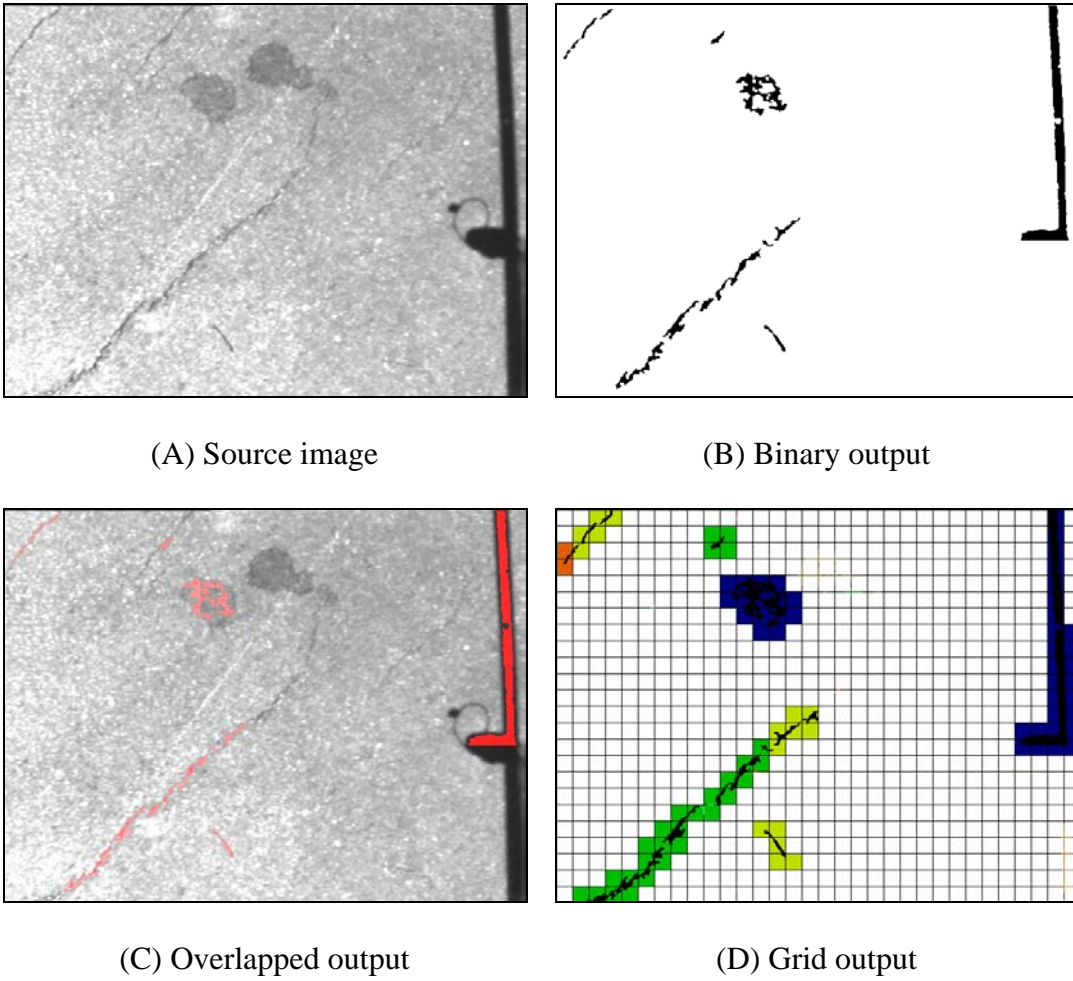 (A) Source image
(B) Binary output
(C) Overlapped output
(D) Grid output